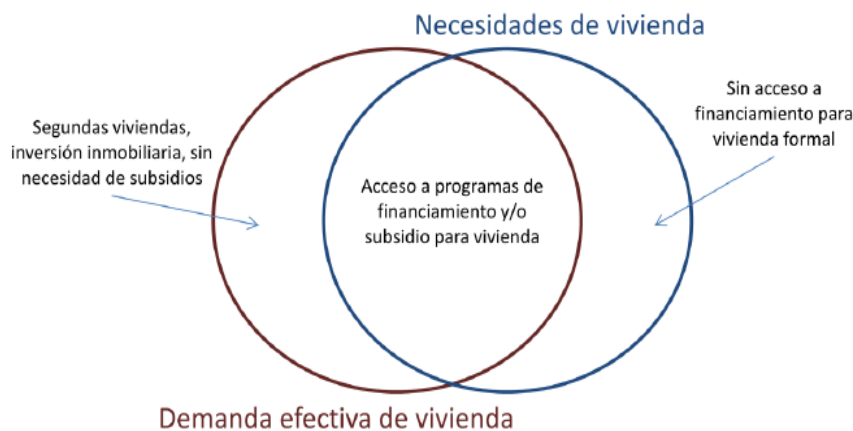 Necesidades de vivienda
Segundas viviendas,
inversión inmobiliaria, sin
necesidad de subsidios
Acceso a programas de
financiamiento y/o
subsidio para vivienda
Sin acceso a
financiamiento para
vivienda formal
Demanda efectiva de vivienda